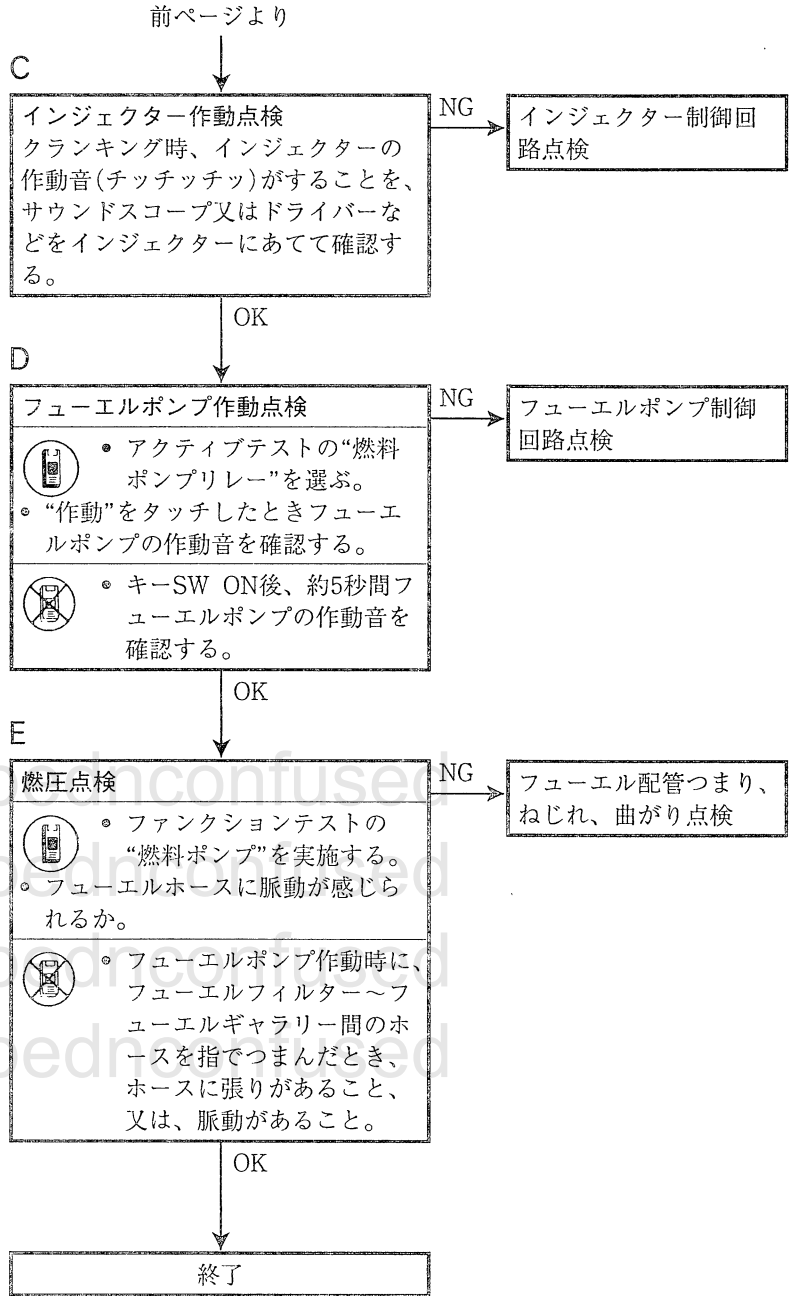 前ページより
C
インジェクター作動点検
クランキング時、インジェクターの
作動音(チッチッチッ)がすることを、
サウンドスコープ又はドライバーな
どをインジェクターにあてて確認す
る。
NG
インジェクター制御回
路点検
OK
D
フューエルポンプ作動点検
• アクティブテストの“燃料
ポンプリレー”を選ぶ。
• “作動”をタッチしたときフューエ
ルポンプの作動音を確認する。
• キーSW ON後、約5秒間フ
ューエルポンプの作動音を
確認する。
NG
フューエルポンプ制御
回路点検
OK
E
燃圧点検
• ファンクションテストの
“燃料ポンプ”を実施する。
• フューエルホースに脈動が感じら
れるか。
• フューエルポンプ作動時に、
フューエルフィルター〜フ
ューエルギャラリー間のホ
ースを指でつまんだとき、
ホースに張りがあること、
又は、脈動があること。
NG
フューエル配管つまり、
ねじれ、曲がり点検
OK
終了
pednconfused
pednconfused
pednconfused
pednconfused